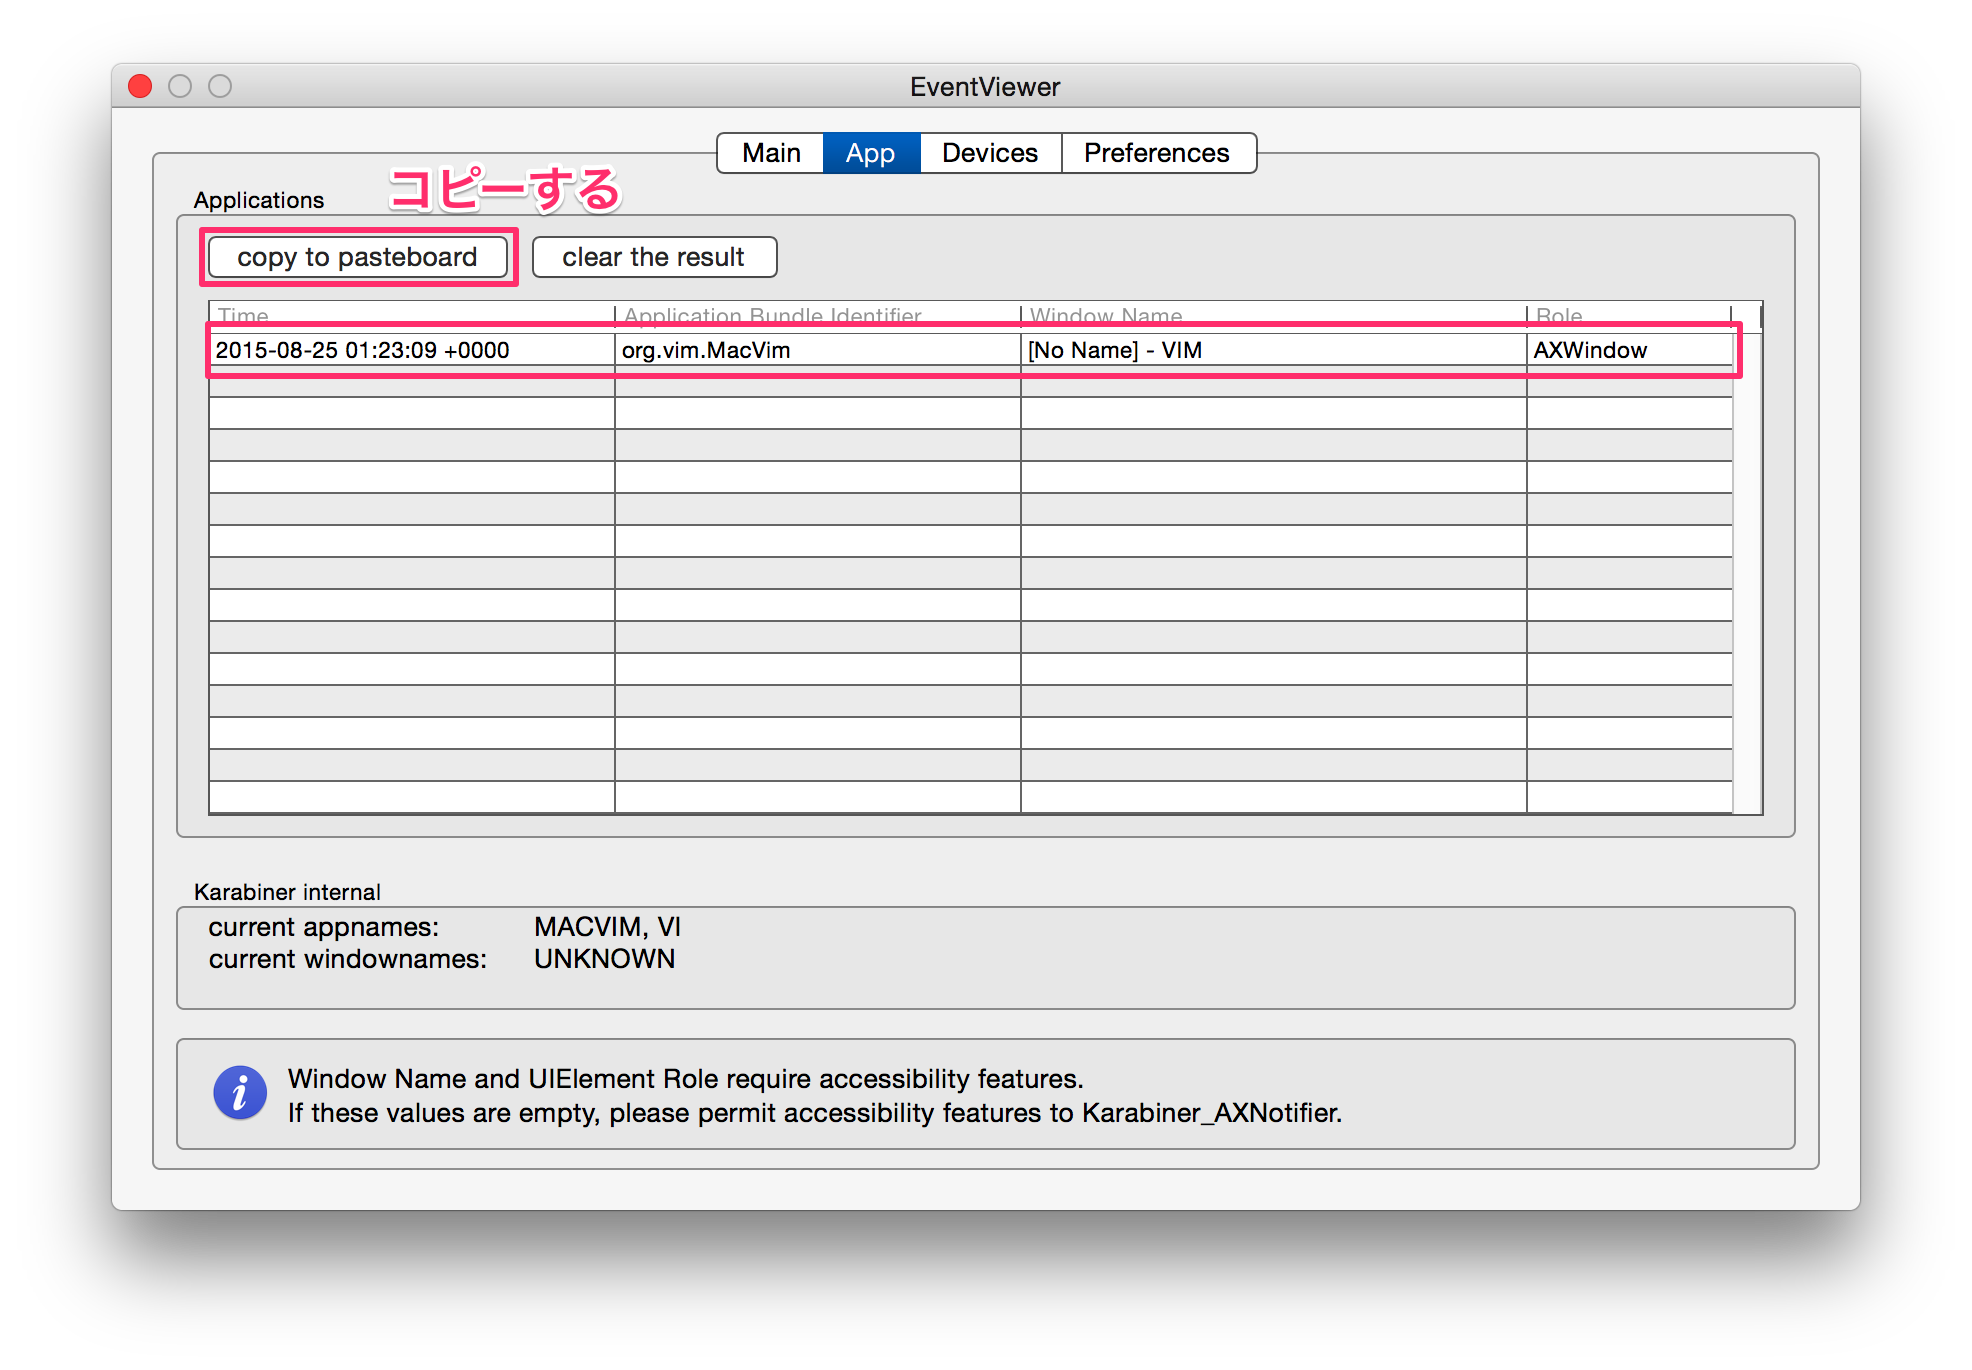 EventViewer
Main App Devices Preferences
コピーする
Applications
copy to pasteboard clear the result
Time Application Bundle Identifier Window Name Role
2015-08-25 01:23:09 +0000 org.vim.MacVim [No Name] - VIM AXWindow
Karabiner internal
current appnames: MACVIM, VI
current windownames: UNKNOWN
Window Name and UIElement Role require accessibility features.
If these values are empty, please permit accessibility features to Karabiner_AXNotifier.